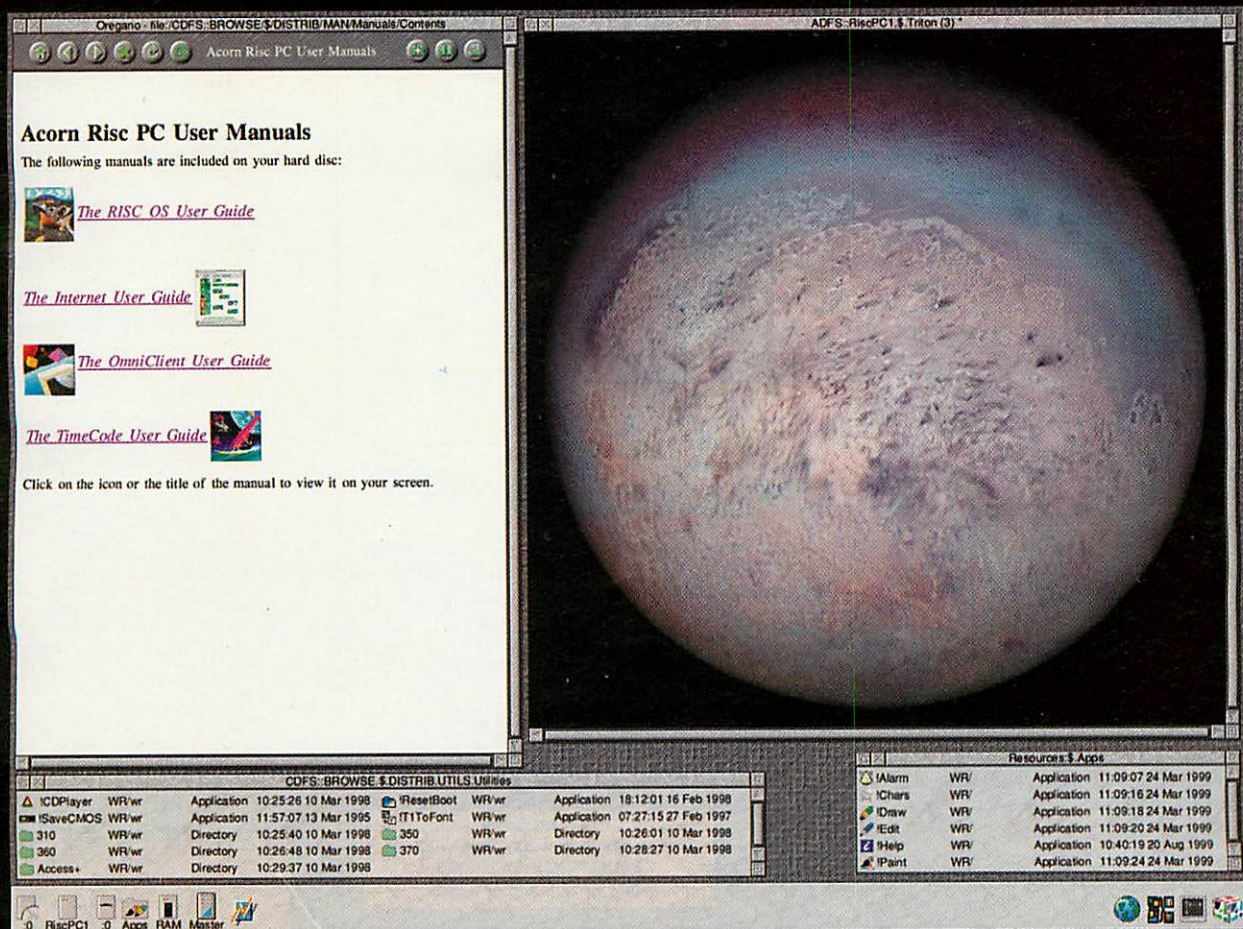 Oregano - file:/CDFS::BROWSE/$/DISTRIB/MAN/Manuals/Contents
Acorn Risc PC User Manuals
Acorn Risc PC User Manuals
The following manuals are included on your hard disc:
The RISC OS User Guide
The Internet User Guide
The OmniClient User Guide
The TimeCode User Guide
Click on the icon or the title of the manual to view it on your screen.
ADFS::RiscPC1.$.Triton (3) *
CDFS::BROWSE.$.DISTRIB.UTILS.Utilities
!CDPlayer WR/wr Application 10:25:26 10 Mar 1998 !ResetBoot WR/wr Application 18:12:01 16 Feb 1998
!SaveCMOS WR/wr Application 11:57:07 13 Mar 1995 !T1ToFont WR/wr Application 07:27:15 27 Feb 1997
310 WR/wr Directory 10:25:40 10 Mar 1998 350 WR/wr Directory 10:26:01 10 Mar 1998
360 WR/wr Directory 10:26:48 10 Mar 1998 370 WR/wr Directory 10:28:27 10 Mar 1998
Access+ WR/wr Directory 10:29:37 10 Mar 1998
Resources:$.Apps
!Alarm WR/ Application 11:09:07 24 Mar 1999
!Chars WR/ Application 11:09:16 24 Mar 1999
!Draw WR/ Application 11:09:18 24 Mar 1999
!Edit WR/ Application 11:09:20 24 Mar 1999
!Help WR/ Application 10:40:19 20 Aug 1999
!Paint WR/ Application 11:09:24 24 Mar 1999
:0 RiscPC1 :0 Apps RAM Master